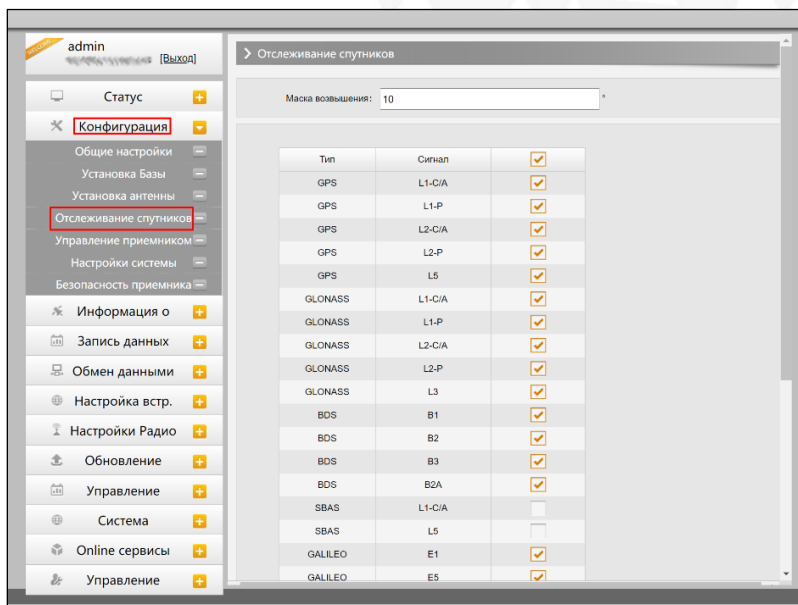 admin
[Выход]
Отслеживание спутников
Статус
Маска возвышения: 10 *
Конфигурация
Общие настройки
Установка Базы
Установка антенны
Отслеживание спутников
Управление приемником
Настройки системы
Безопасность приемника
Информация о
Запись данных
Обмен данными
Настройка встр.
Настройки Радио
Обновление
Управление
Система
Online сервисы
Управление
Тип Сигнал
GPS L1-C/A
GPS L1-P
GPS L2-C/A
GPS L2-P
GPS L5
GLONASS L1-C/A
GLONASS L1-P
GLONASS L2-C/A
GLONASS L2-P
GLONASS L3
BDS B1
BDS B2
BDS B3
BDS B2A
SBAS L1-C/A
SBAS L5
GALILEO E1
GALILEO E5